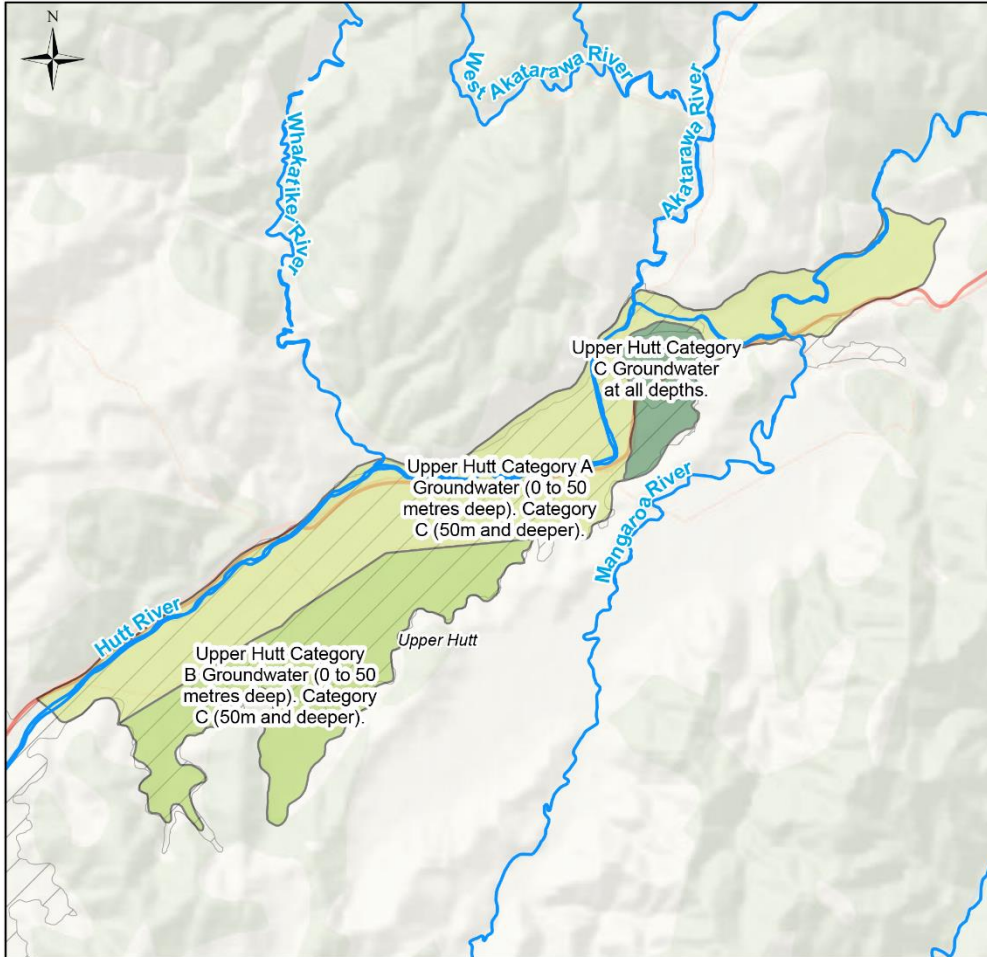 N
West Akatarawa River
Akatarawa River
Whakatikei River
Upper Hutt Category
C Groundwater
at all depths.
Upper Hutt Category A
Groundwater (0 to 50
metres deep). Category
C (50m and deeper).
Mangaroa River
Hutt River
Upper Hutt
Upper Hutt Category
B Groundwater (0 to 50
metres deep). Category
C (50m and deeper).